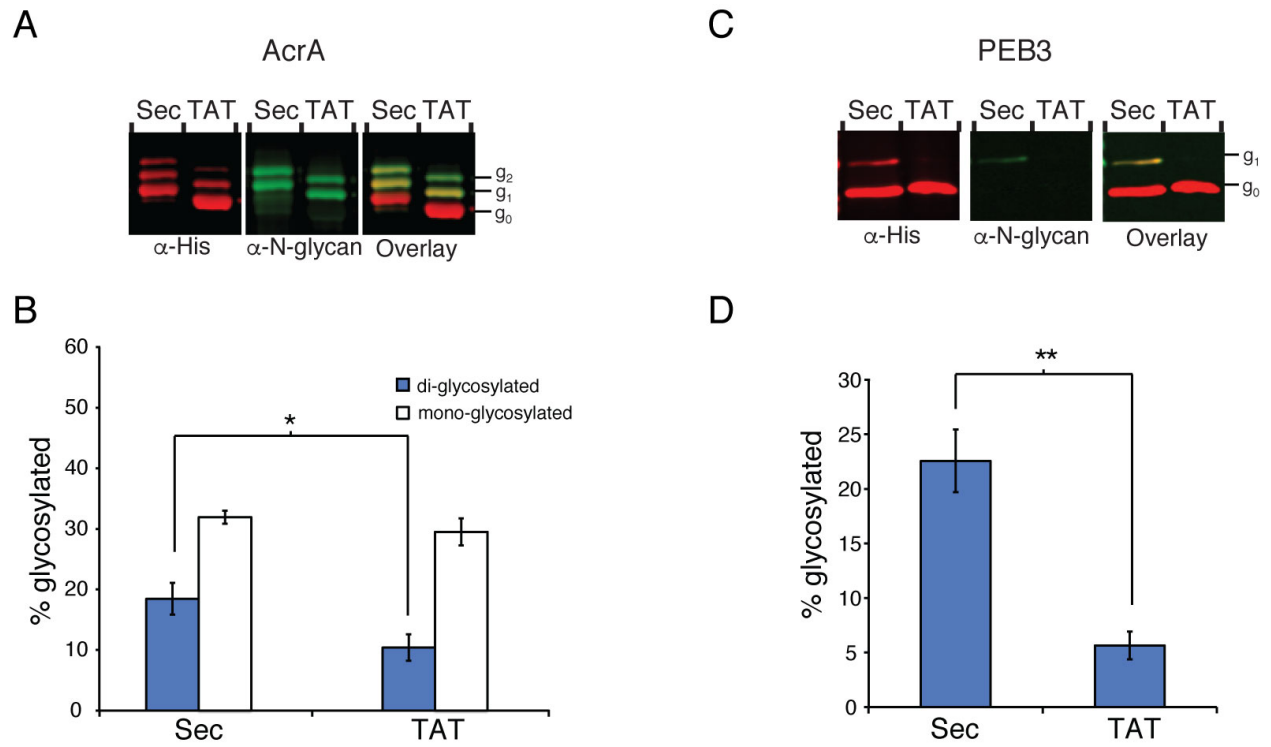 A
AcrA
Sec TAT Sec TAT Sec TAT
g2
g1
g0
α-His α-N-glycan Overlay
B
60
50
40
30
20
10
0
% glycosylated
di-glycosylated
mono-glycosylated
*
Sec TAT
C
PEB3
Sec TAT Sec TAT Sec TAT
g1
g0
α-His α-N-glycan Overlay
D
30
25
20
15
10
5
0
% glycosylated
**
Sec TAT